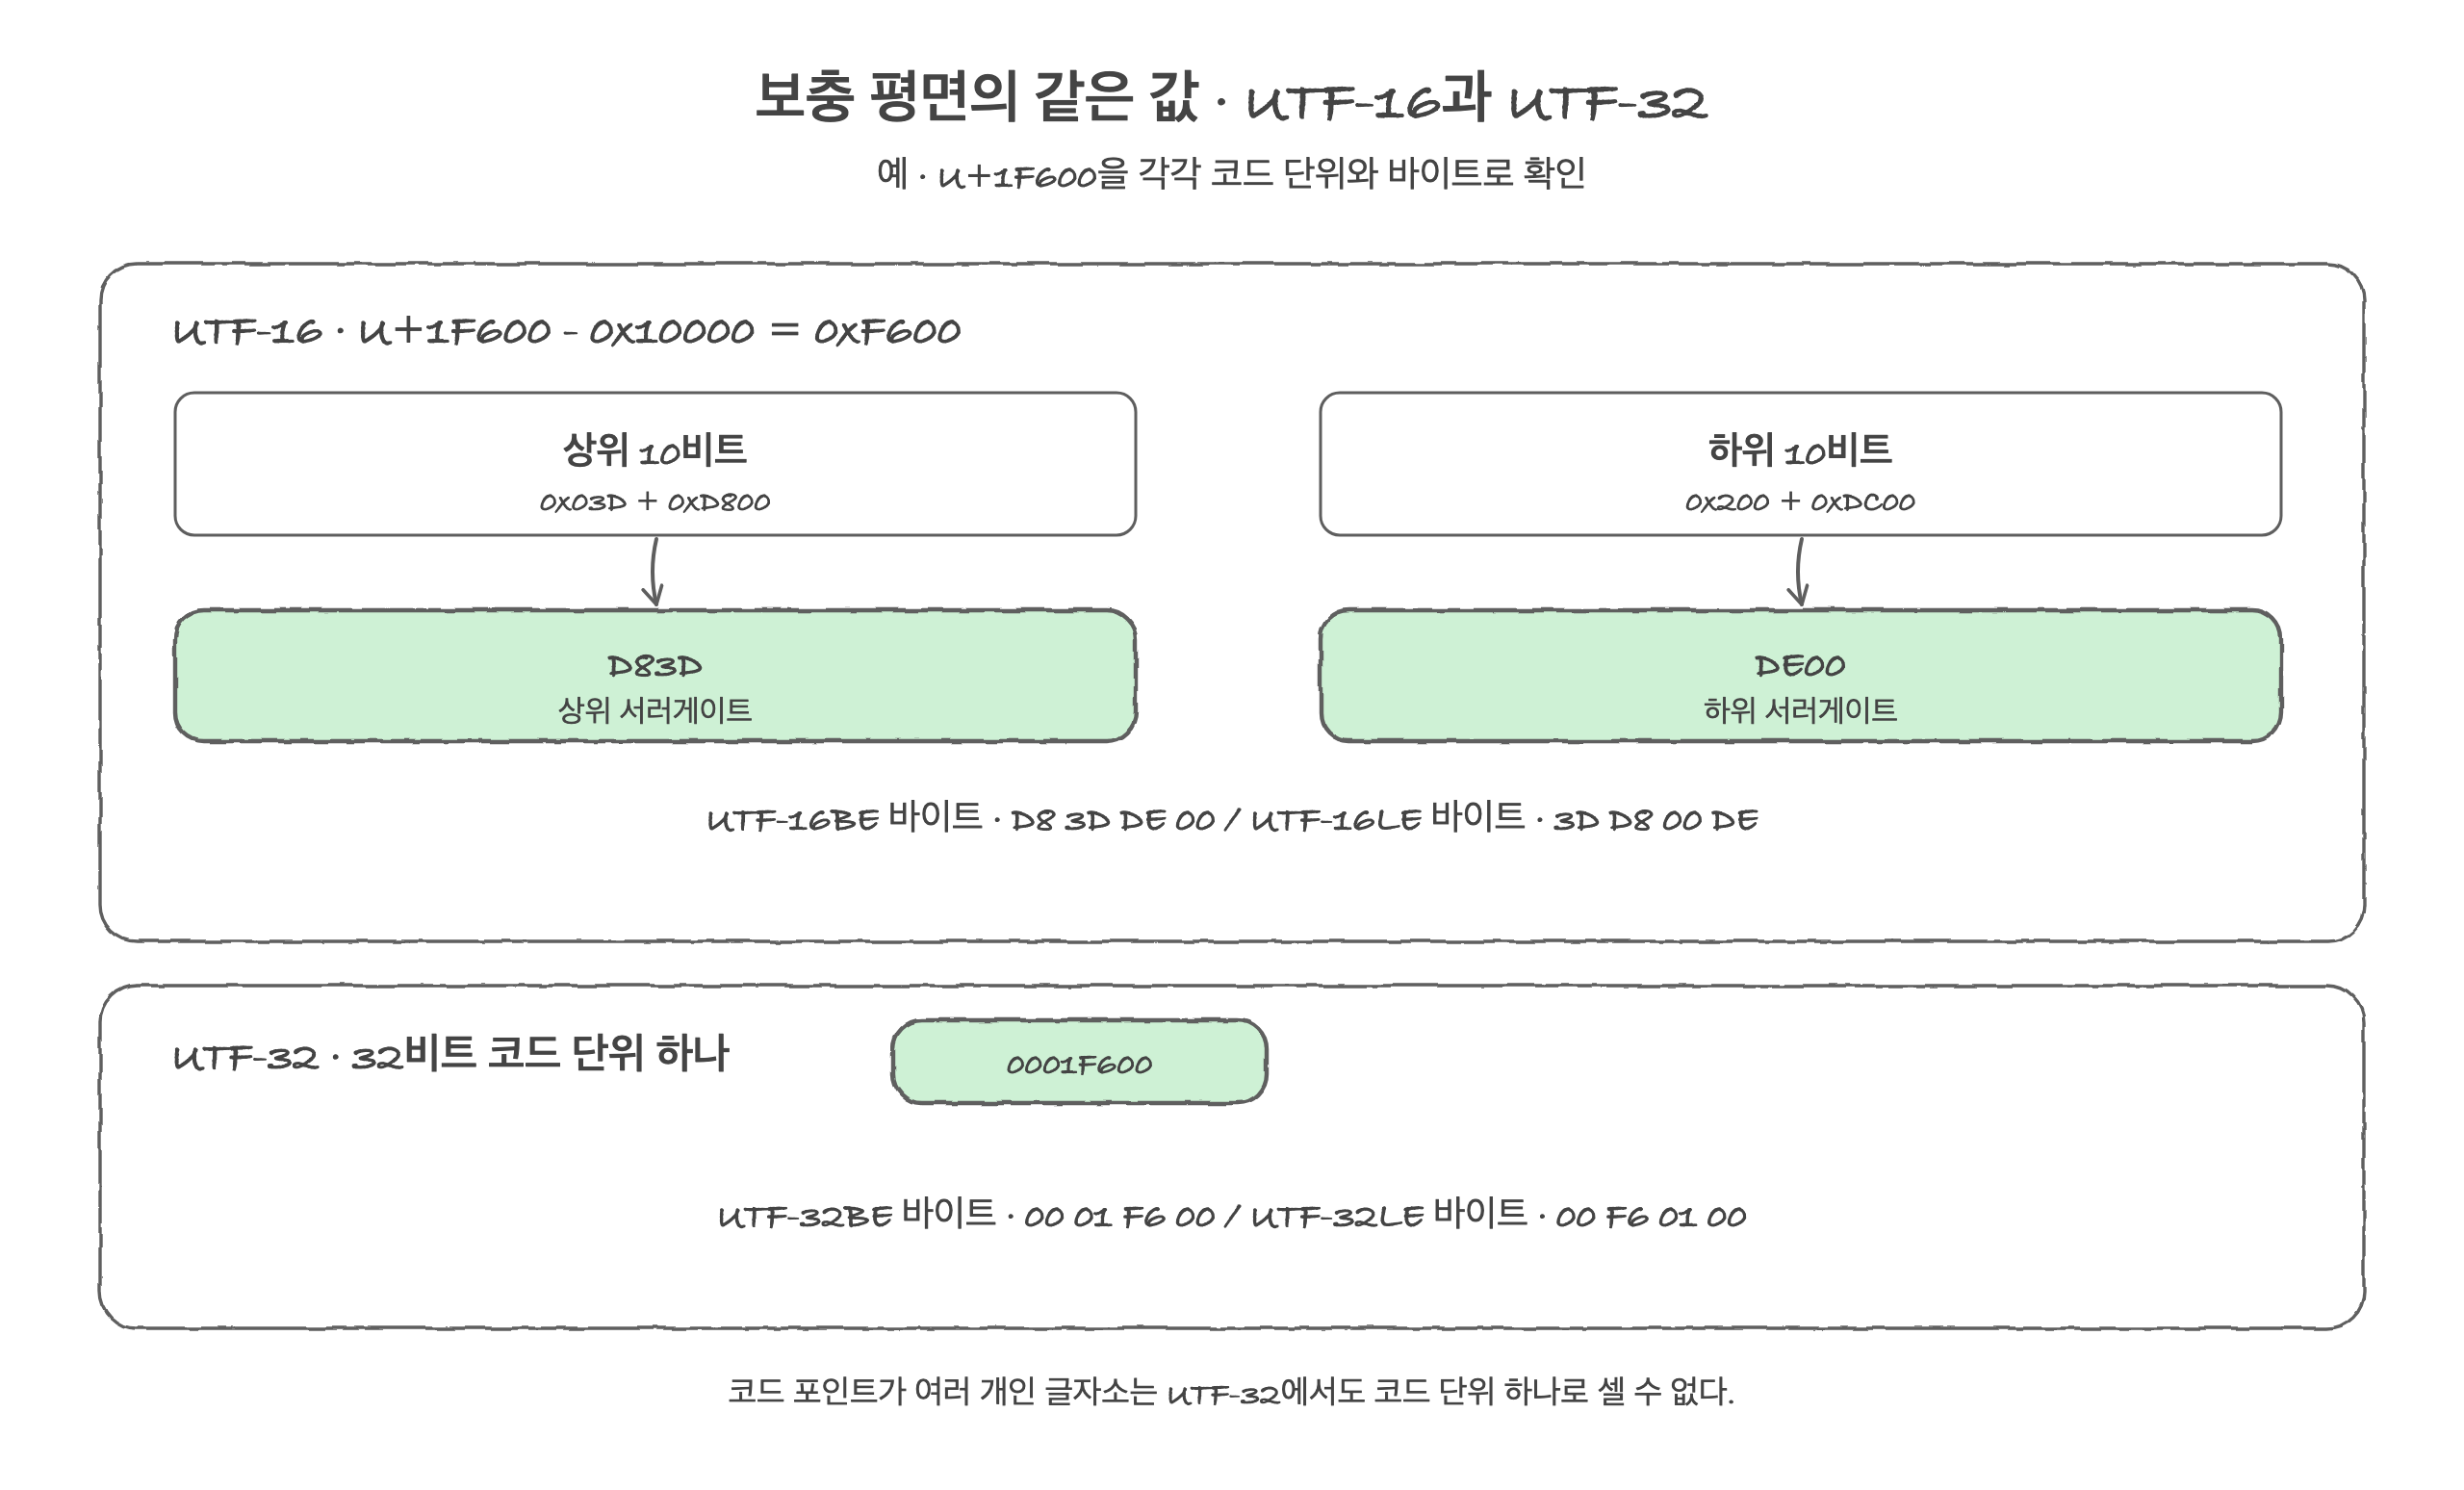 보충 평면의 같은 값 · UTF-16과 UTF-32
예 · U+1F600을 각각 코드 단위와 바이트로 확인
UTF-16 · U+1F600 - 0x10000 = 0xF600
상위 10비트
0x03D + 0xD800
하위 10비트
0x200 + 0xDC00
D83D
상위 서러게이트
DE00
하위 서러게이트
UTF-16BE 바이트 · D8 3D DE 00 / UTF-16LE 바이트 · 3D D8 00 DE
UTF-32 · 32비트 코드 단위 하나
0001F600
UTF-32BE 바이트 · 00 01 F6 00 / UTF-32LE 바이트 · 00 F6 01 00
코드 포인트가 여러 개인 글자소는 UTF-32에서도 코드 단위 하나로 셀 수 없다.